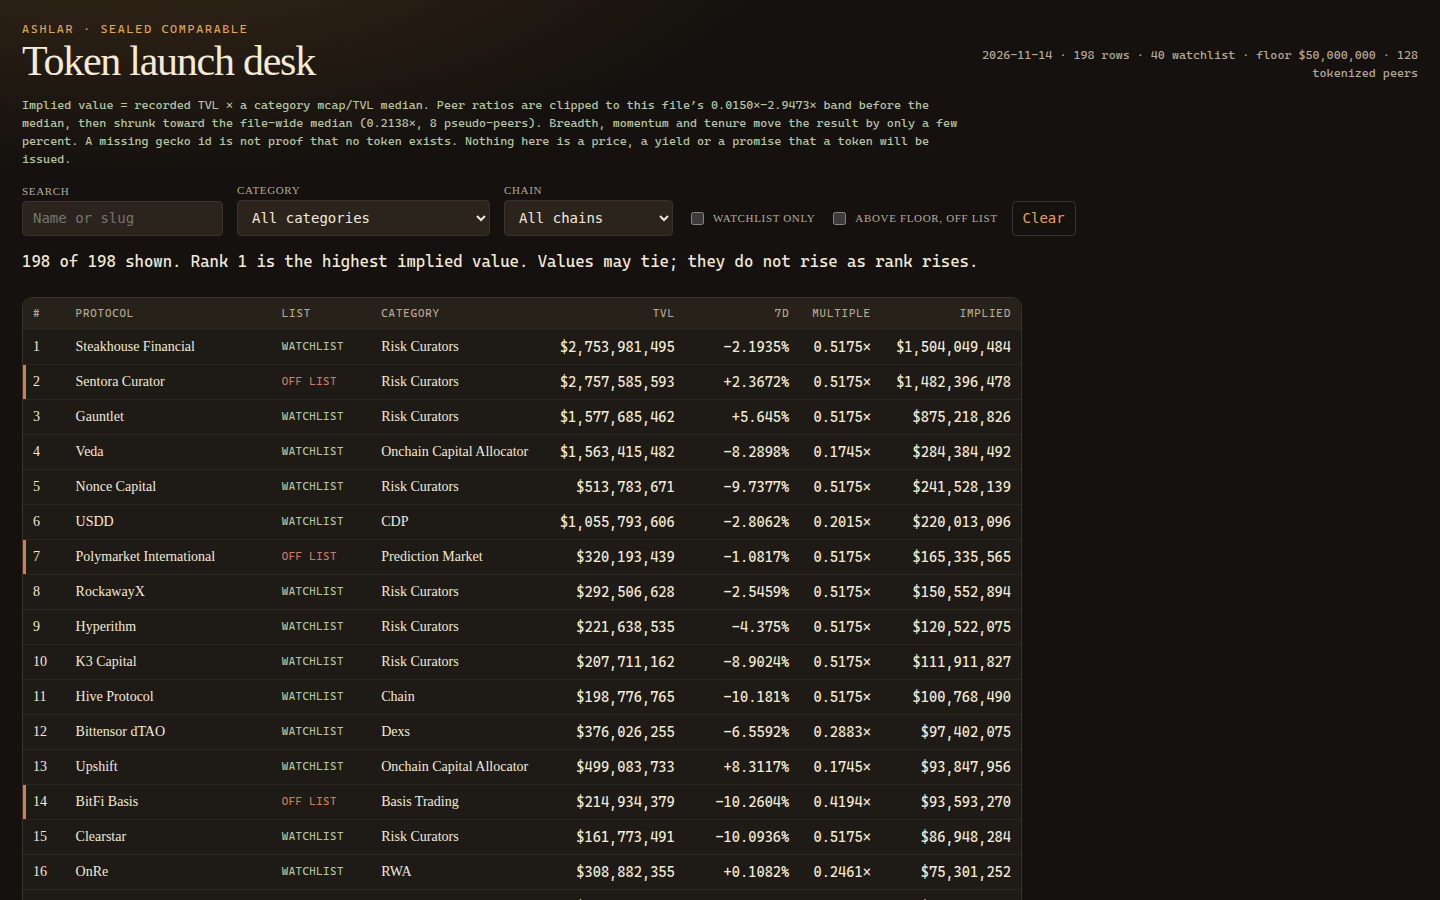 ASHLAR · SEALED COMPARABLE
Token launch desk
2026-11-14 · 198 rows · 40 watchlist · floor $50,000,000 · 128
tokenized peers
Implied value = recorded TVL × a category mcap/TVL median. Peer ratios are clipped to this file’s 0.0150×–2.9473× band before the
median, then shrunk toward the file-wide median (0.2138×, 8 pseudo-peers). Breadth, momentum and tenure move the result by only a few
percent. A missing gecko id is not proof that no token exists. Nothing here is a price, a yield or a promise that a token will be
issued.
SEARCH CATEGORY CHAIN
Name or slug All categories All chains WATCHLIST ONLY ABOVE FLOOR, OFF LIST Clear
198 of 198 shown. Rank 1 is the highest implied value. Values may tie; they do not rise as rank rises.
# PROTOCOL LIST CATEGORY TVL 7D MULTIPLE IMPLIED
1 Steakhouse Financial WATCHLIST Risk Curators $2,753,981,495 −2.1935% 0.5175× $1,504,049,484
2 Sentora Curator OFF LIST Risk Curators $2,757,585,593 +2.3672% 0.5175× $1,482,396,478
3 Gauntlet WATCHLIST Risk Curators $1,577,685,462 +5.645% 0.5175× $875,218,826
4 Veda WATCHLIST Onchain Capital Allocator $1,563,415,482 −8.2898% 0.1745× $284,384,492
5 Nonce Capital WATCHLIST Risk Curators $513,783,671 −9.7377% 0.5175× $241,528,139
6 USDD WATCHLIST CDP $1,055,793,606 −2.8062% 0.2015× $220,013,096
7 Polymarket International OFF LIST Prediction Market $320,193,439 −1.0817% 0.5175× $165,335,565
8 RockawayX WATCHLIST Risk Curators $292,506,628 −2.5459% 0.5175× $150,552,894
9 Hyperithm WATCHLIST Risk Curators $221,638,535 −4.375% 0.5175× $120,522,075
10 K3 Capital WATCHLIST Risk Curators $207,711,162 −8.9024% 0.5175× $111,911,827
11 Hive Protocol WATCHLIST Chain $198,776,765 −10.181% 0.5175× $100,768,490
12 Bittensor dTAO WATCHLIST Dexs $376,026,255 −6.5592% 0.2883× $97,402,075
13 Upshift WATCHLIST Onchain Capital Allocator $499,083,733 +8.3117% 0.1745× $93,847,956
14 BitFi Basis OFF LIST Basis Trading $214,934,379 −10.2604% 0.4194× $93,593,270
15 Clearstar WATCHLIST Risk Curators $161,773,491 −10.0936% 0.5175× $86,948,284
16 OnRe WATCHLIST RWA $308,882,355 +0.1082% 0.2461× $75,301,252